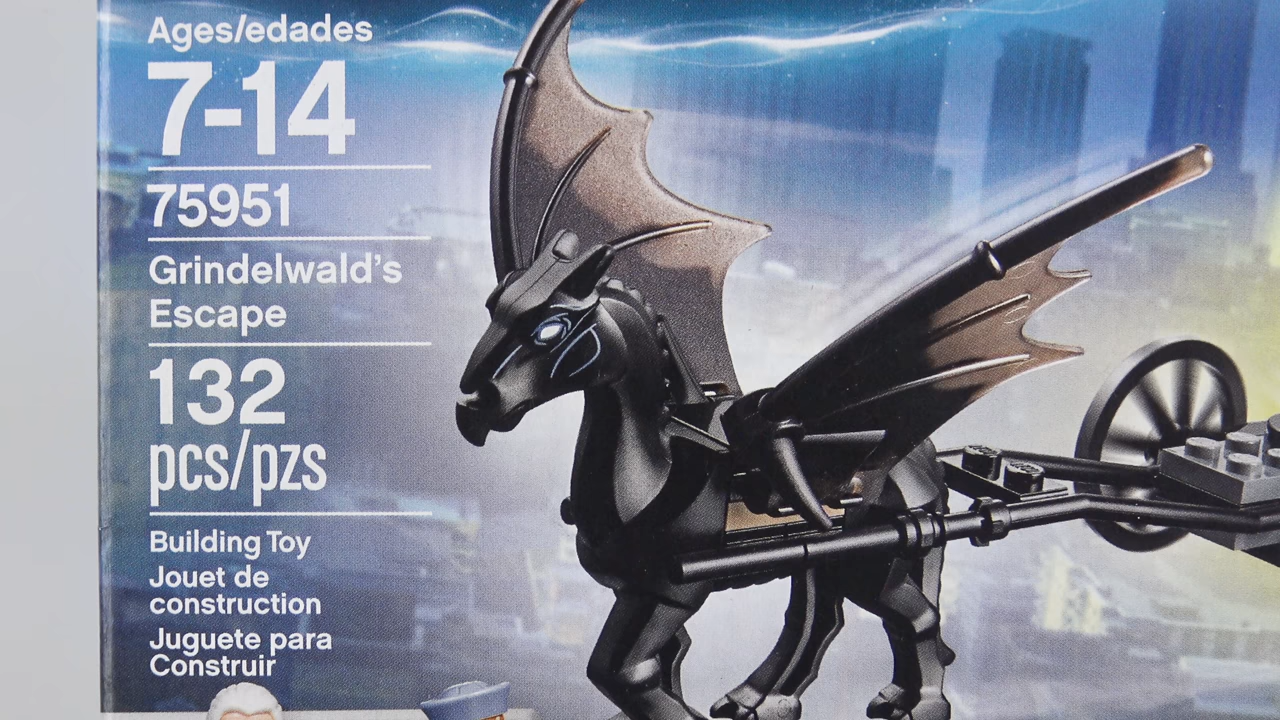 Ages/edades
7-14
75951
Grindelwald's
Escape
132
pcs/pzs
Building Toy
Jouet de
construction
Juguete para
Construir